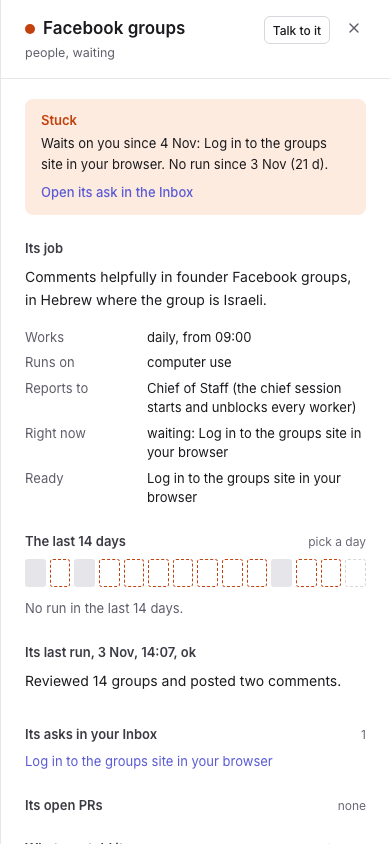 Facebook groups
Talk to it
people, waiting
Stuck
Waits on you since 4 Nov: Log in to the groups
site in your browser. No run since 3 Nov (21 d).
Open its ask in the Inbox
Its job
Comments helpfully in founder Facebook groups,
in Hebrew where the group is Israeli.
Works daily, from 09:00
Runs on computer use
Reports to Chief of Staff (the chief session
starts and unblocks every worker)
Right now waiting: Log in to the groups site in
your browser
Ready Log in to the groups site in your
browser
The last 14 days pick a day
No run in the last 14 days.
Its last run, 3 Nov, 14:07, ok
Reviewed 14 groups and posted two comments.
Its asks in your Inbox 1
Log in to the groups site in your browser
Its open PRs none